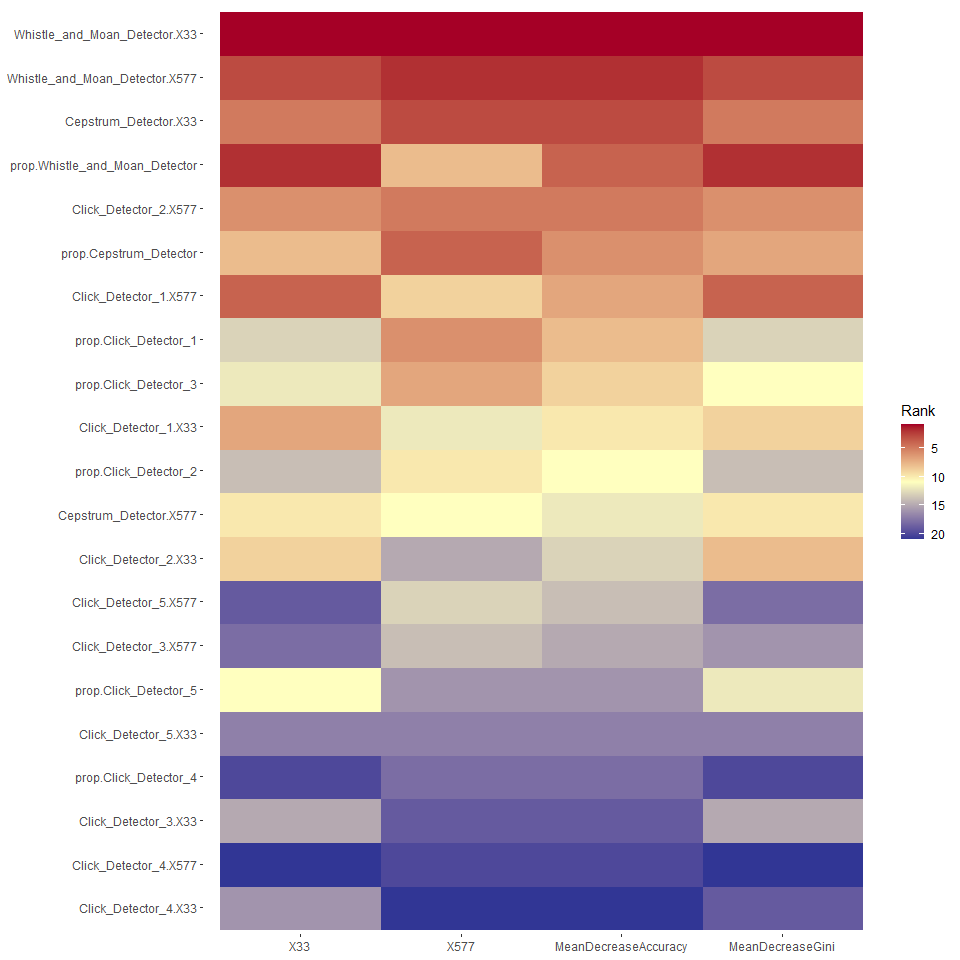 Whistle_and_Moan_Detector.X33
Whistle_and_Moan_Detector.X577
Cepstrum_Detector.X33
prop.Whistle_and_Moan_Detector
Click_Detector_2.X577
prop.Cepstrum_Detector
Click_Detector_1.X577
prop.Click_Detector_1
prop.Click_Detector_3
Click_Detector_1.X33
prop.Click_Detector_2
Cepstrum_Detector.X577
Click_Detector_2.X33
Click_Detector_5.X577
Click_Detector_3.X577
prop.Click_Detector_5
Click_Detector_5.X33
prop.Click_Detector_4
Click_Detector_3.X33
Click_Detector_4.X577
Click_Detector_4.X33
X33 X577 MeanDecreaseAccuracy MeanDecreaseGini
Rank
5
10
15
20